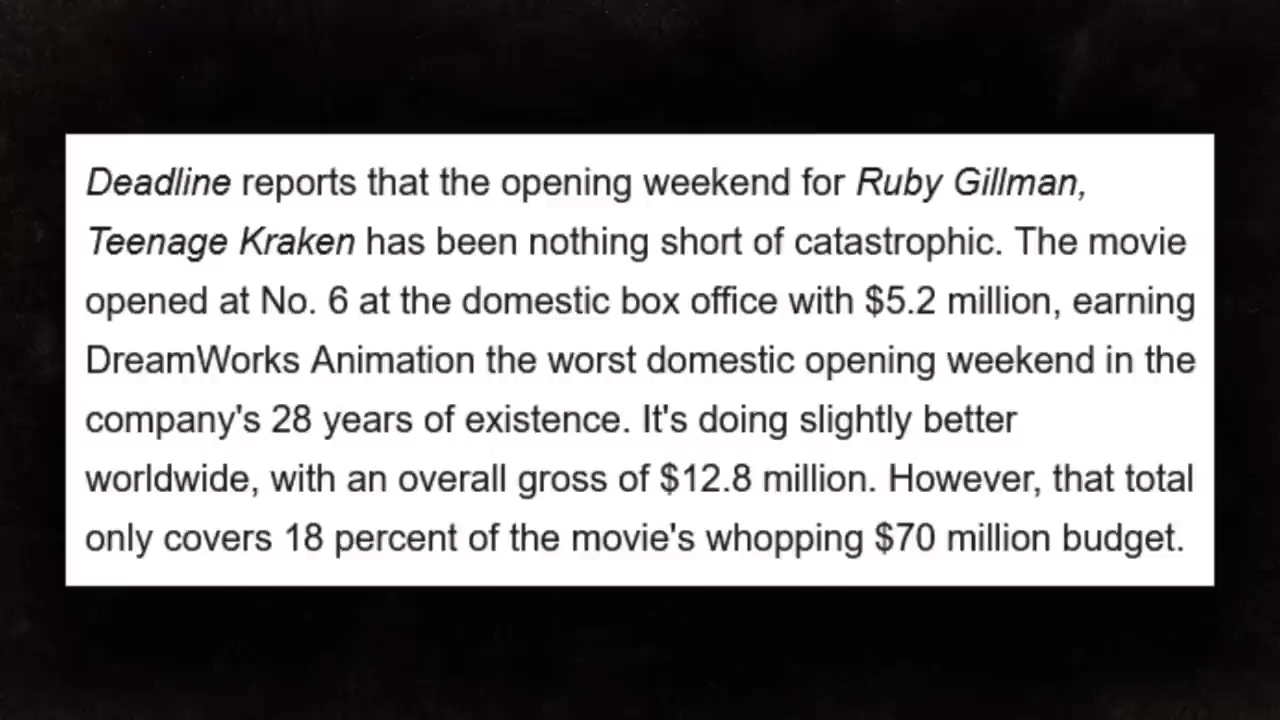 Deadline reports that the opening weekend for Ruby Gillman,
Teenage Kraken has been nothing short of catastrophic. The movie
opened at No. 6 at the domestic box office with $5.2 million, earning
DreamWorks Animation the worst domestic opening weekend in the
company's 28 years of existence. It's doing slightly better
worldwide, with an overall gross of $12.8 million. However, that total
only covers 18 percent of the movie's whopping $70 million budget.